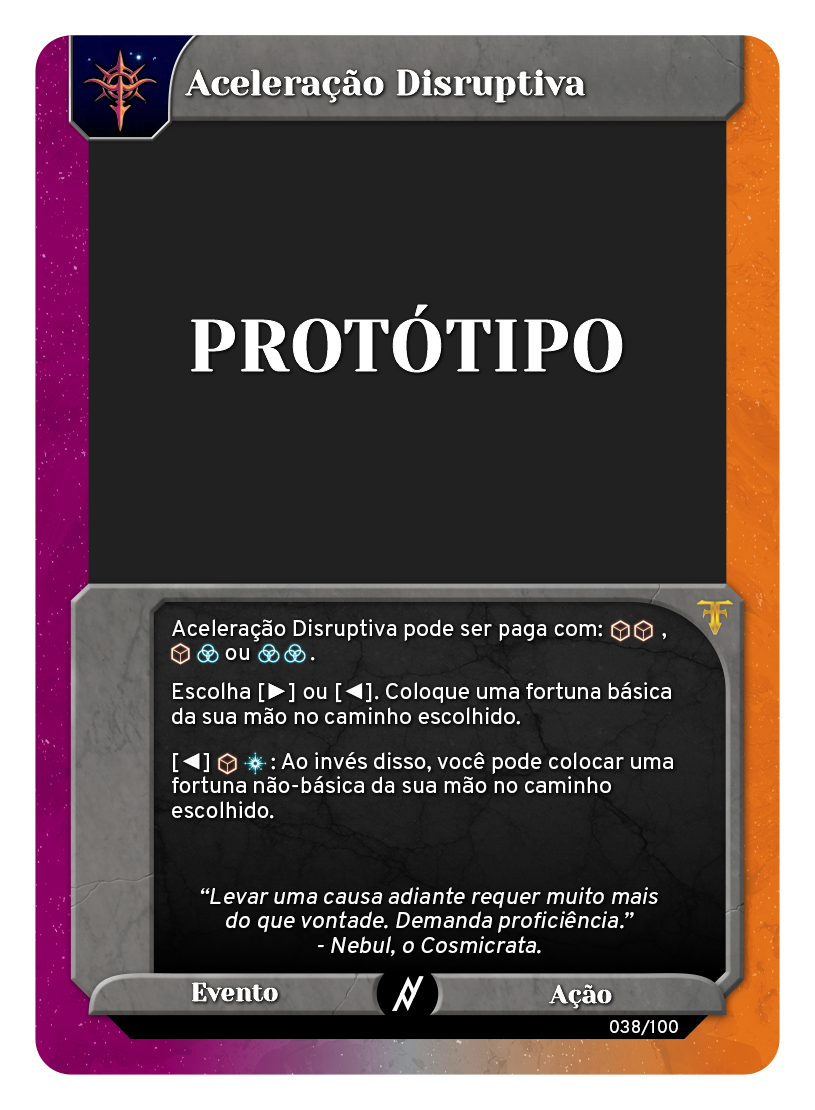 Aceleração Disruptiva
PROTÓTIPO
Aceleração Disruptiva pode ser paga com: ,
ou .
Escolha [►] ou [◄]. Coloque uma fortuna básica
da sua mão no caminho escolhido.
[◄] : Ao invés disso, você pode colocar uma
fortuna não-básica da sua mão no caminho
escolhido.
“Levar uma causa adiante requer muito mais
do que vontade. Demanda proficiência.”
- Nebul, o Cosmicrata.
Evento
Ação
038/100